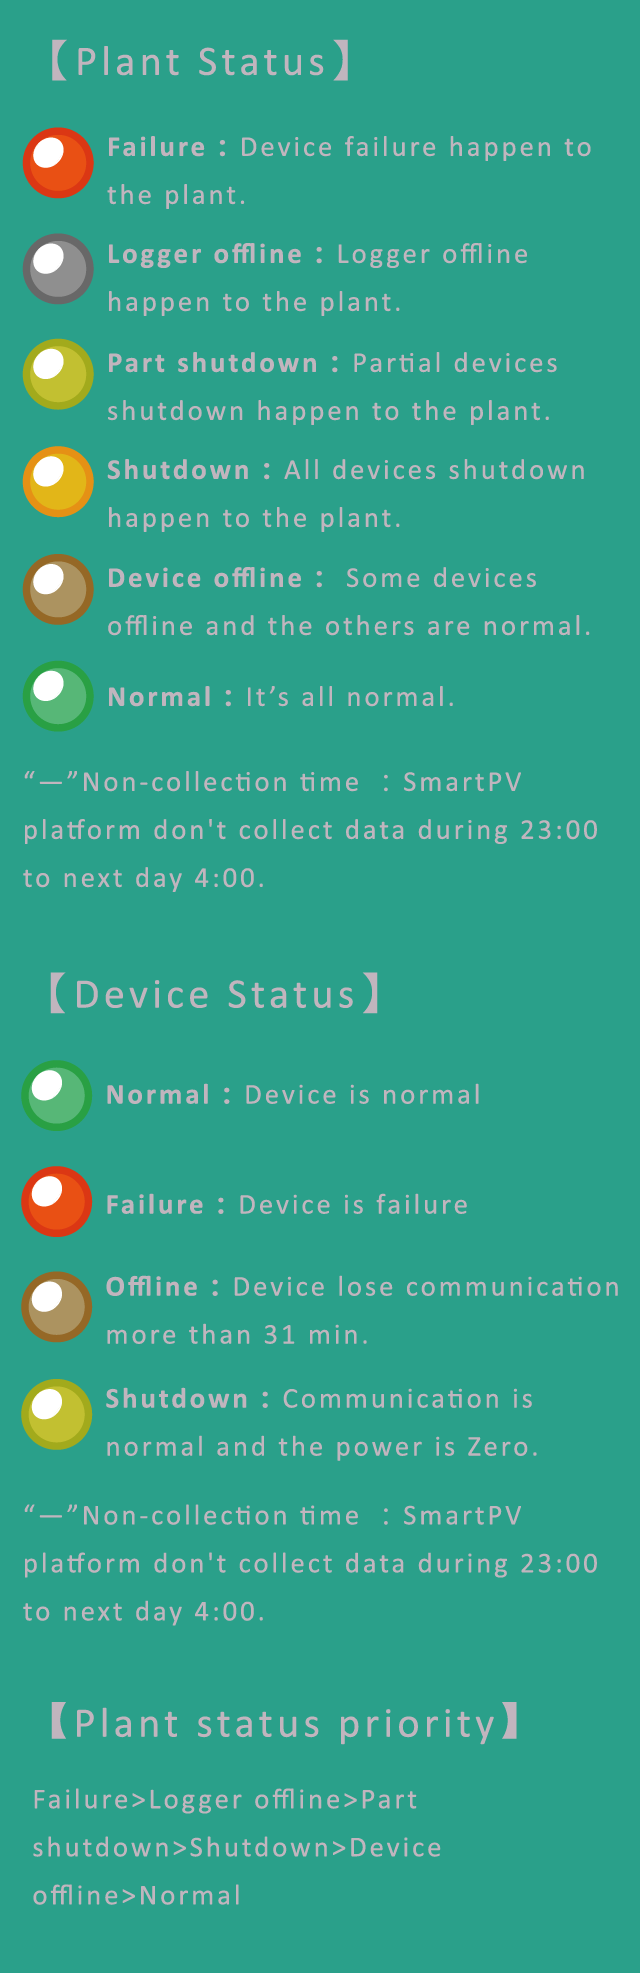 【Plant Status】
Failure：Device failure happen to
the plant.
Logger offline：Logger offline
happen to the plant.
Part shutdown：Partial devices
shutdown happen to the plant.
Shutdown：All devices shutdown
happen to the plant.
Device offline： Some devices
offline and the others are normal.
Normal：It’s all normal.
“—”Non-collection time ：SmartPV
platform don't collect data during 23:00
to next day 4:00.
【Device Status】
Normal：Device is normal
Failure：Device is failure
Offline：Device lose communication
more than 31 min.
Shutdown：Communication is
normal and the power is Zero.
“—”Non-collection time ：SmartPV
platform don't collect data during 23:00
to next day 4:00.
【Plant status priority】
Failure>Logger offline>Part
shutdown>Shutdown>Device
offline>Normal